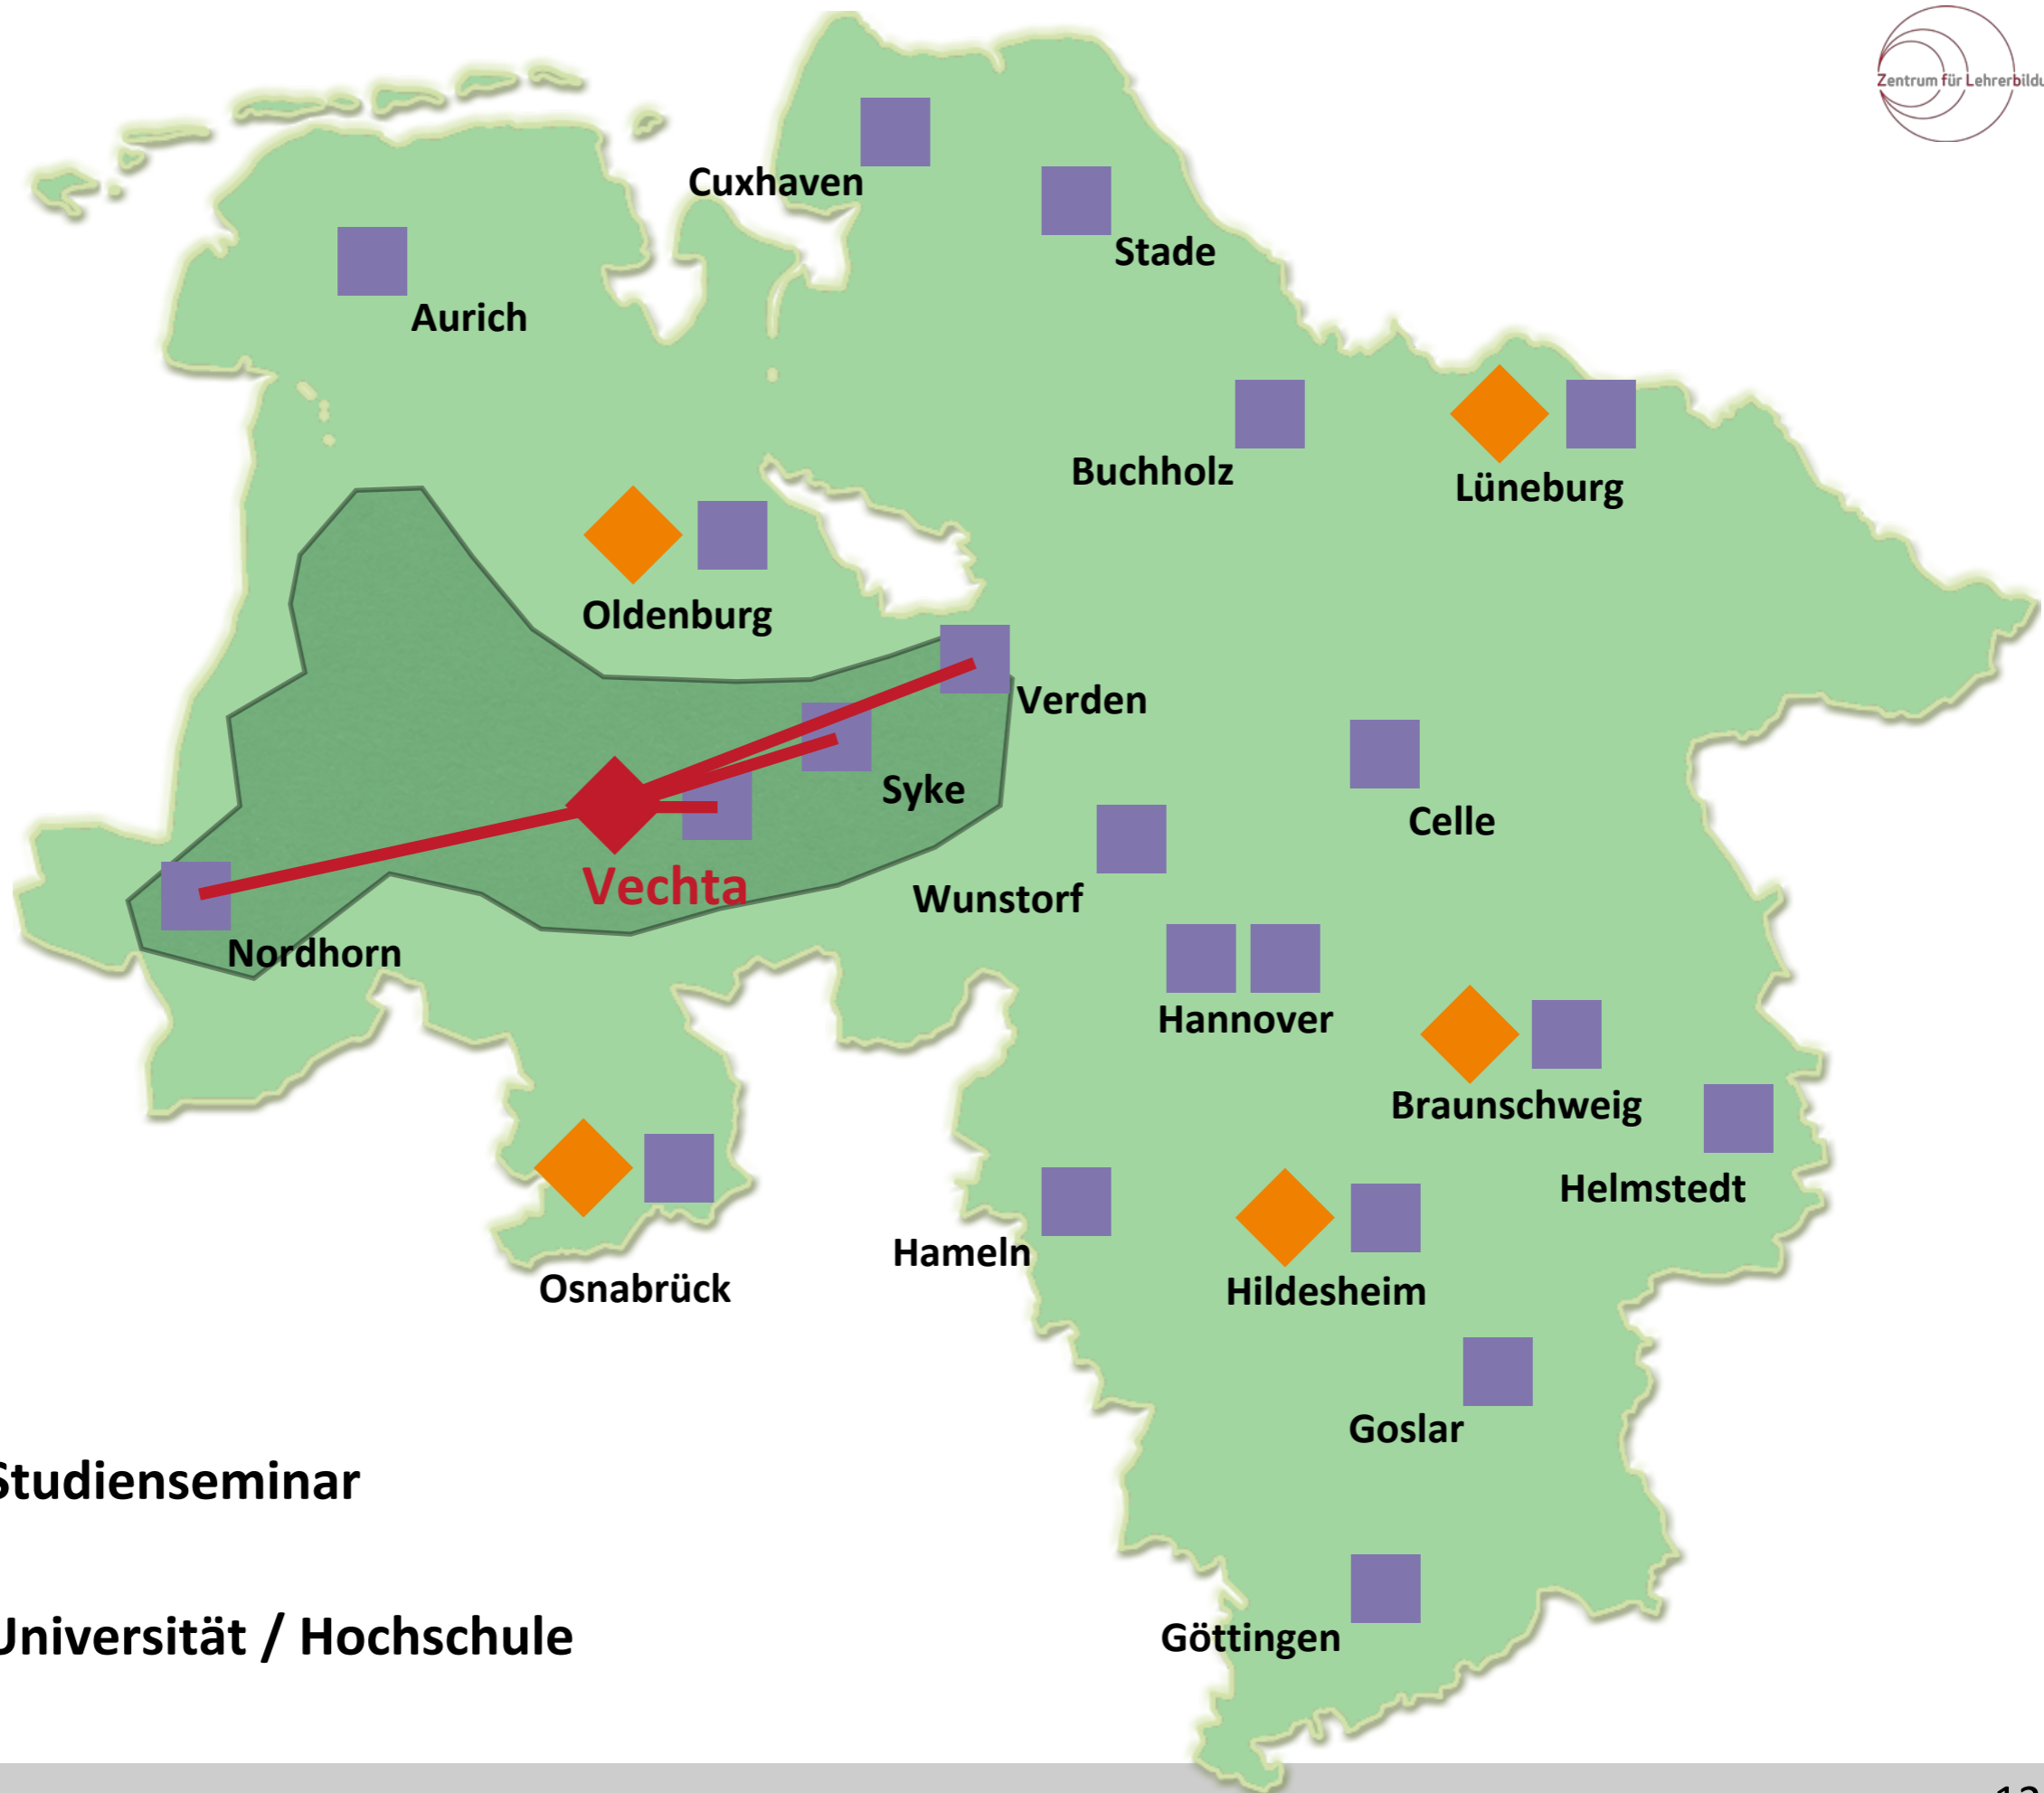 Zentrum für Lehrerbildu
Cuxhaven
Stade
Aurich
Buchholz
Lüneburg
Oldenburg
Verden
Syke
Celle
Vechta
Wunstorf
Nordhorn
Hannover
Braunschweig
Helmstedt
Hameln
Osnabrück
Hildesheim
Goslar
Studienseminar
Göttingen
Universität / Hochschule